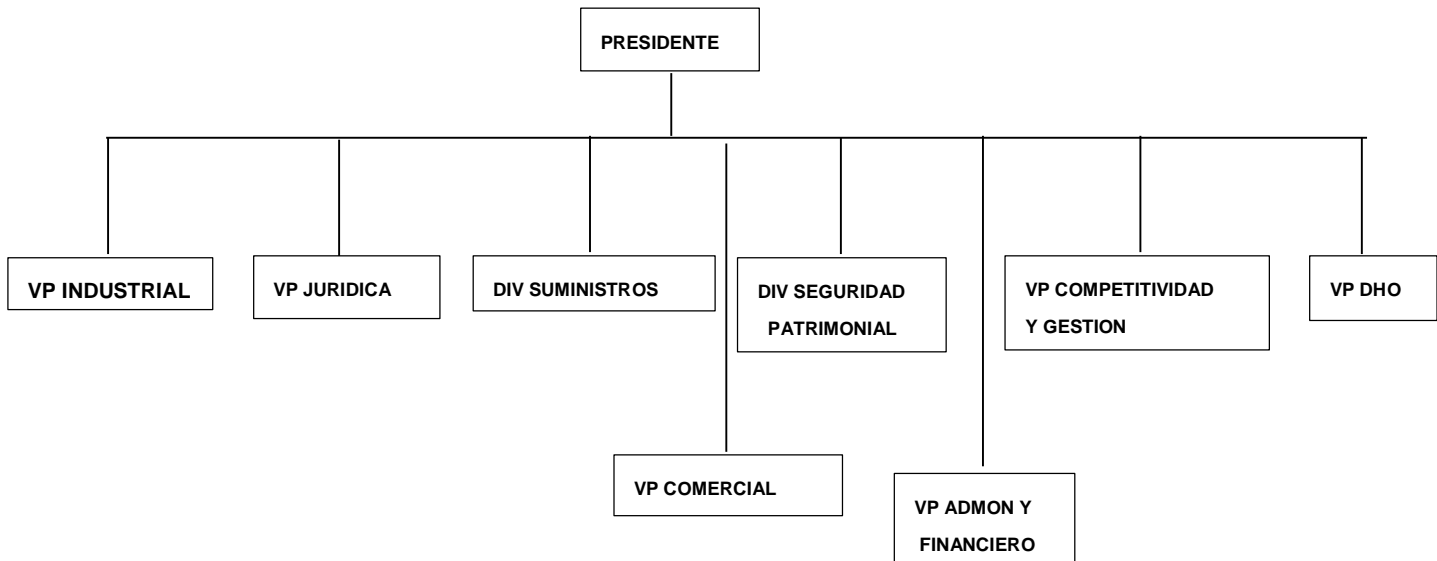 PRESIDENTE
VP INDUSTRIAL
VP JURIDICA
DIV SUMINISTROS
DIV SEGURIDAD
PATRIMONIAL
VP COMPETITIVIDAD
Y GESTION
VP DHO
VP COMERCIAL
VP ADMON Y
FINANCIERO